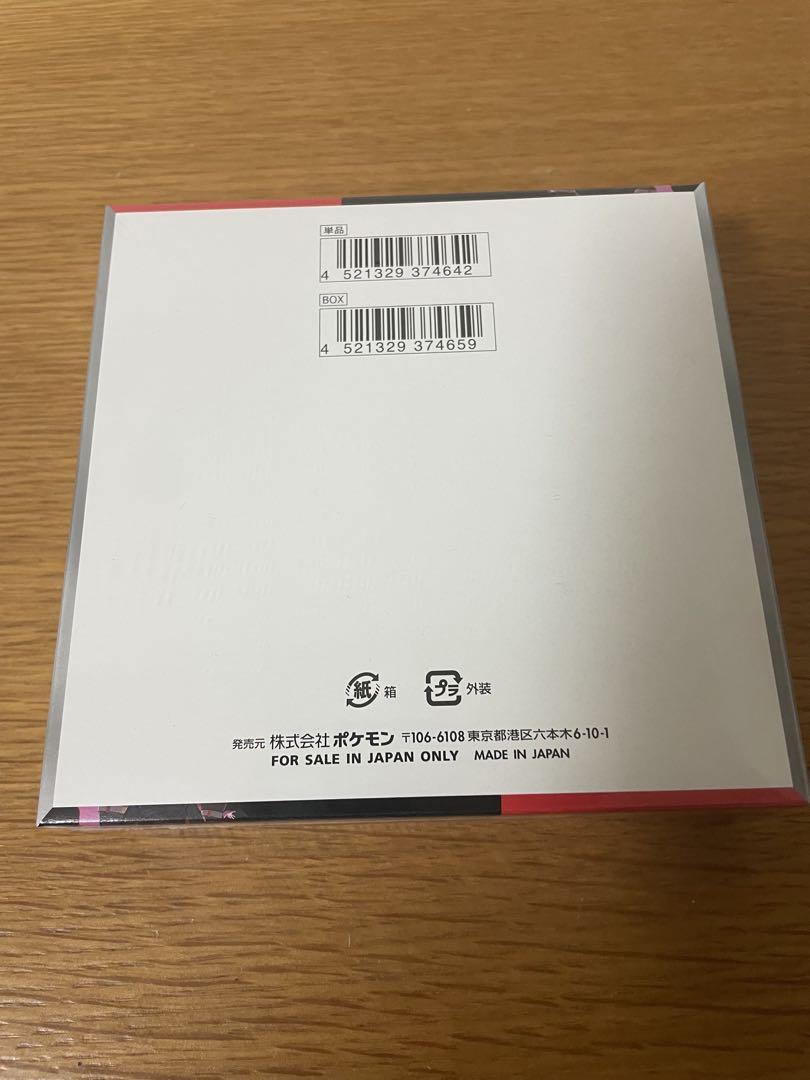 単品
4 521329 374642
BOX
4 521329 374659
紙 箱 プラ 外装
発売元 株式会社 ポケモン 〒106-6108 東京都港区六本木6-10-1
FOR SALE IN JAPAN ONLY MADE IN JAPAN